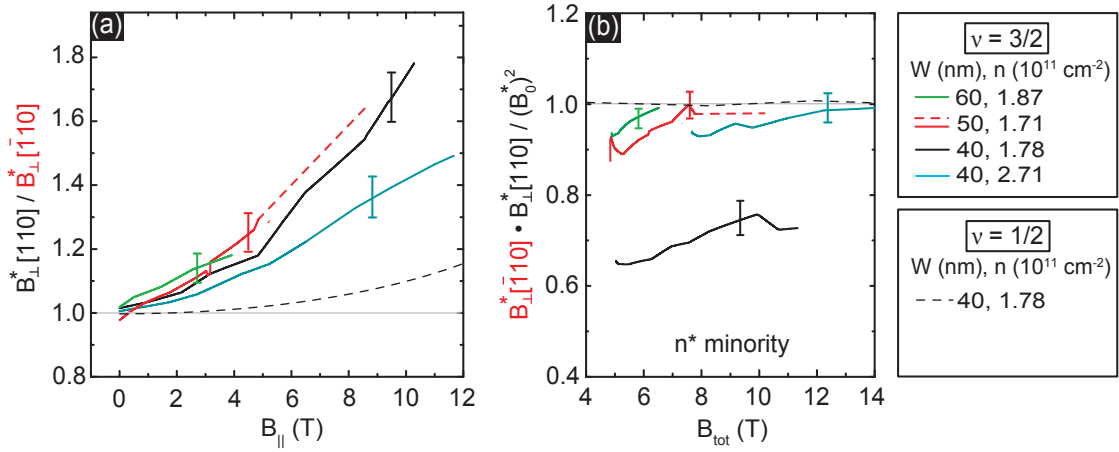 (a)
B*⊥[110] / B*⊥[1̄10]
1.8
1.6
1.4
1.2
1.0
0.8
0 2 4 6 8 10 12
B|| (T)
(b)
B*⊥[1̄10] • B*⊥[110] / (B*0)2
1.0
0.8
0.6
0.4
n* minority
4 6 8 10 12 14
Btot (T)
ν = 3/2
W (nm), n (10¹¹ cm⁻²)
60, 1.87
50, 1.71
40, 1.78
40, 2.71
ν = 1/2
W (nm), n (10¹¹ cm⁻²)
40, 1.78